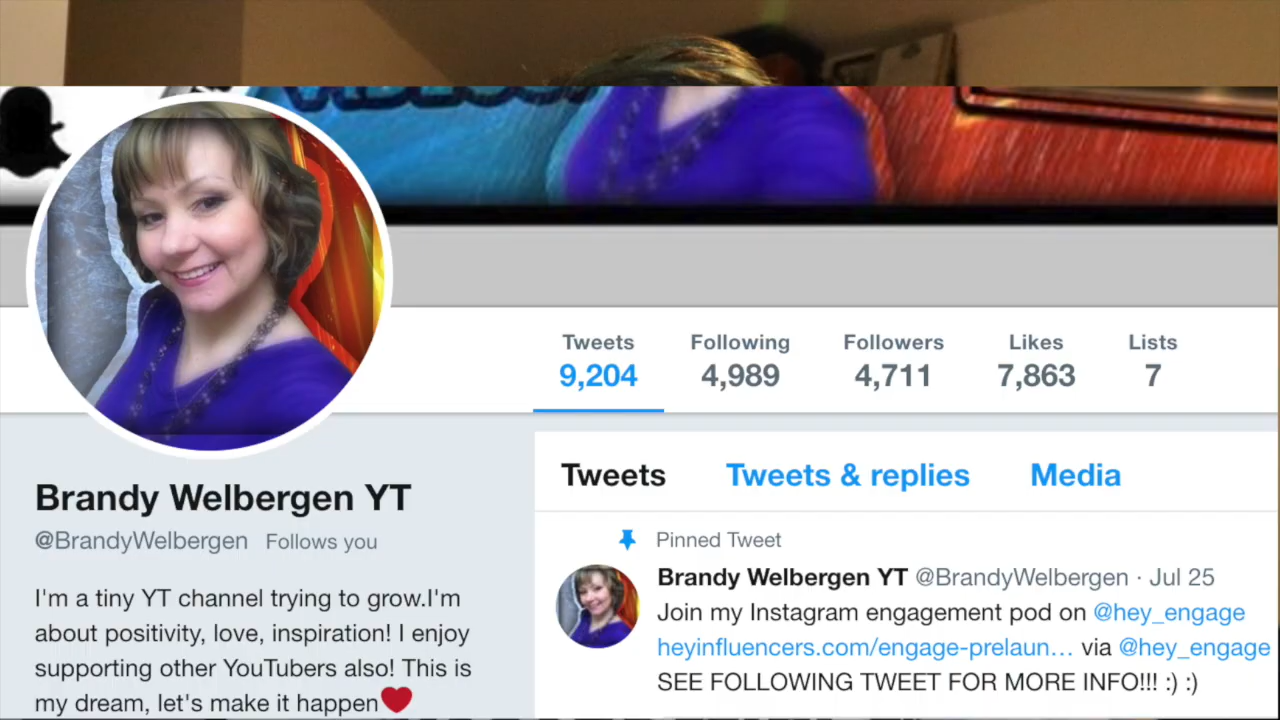 Tweets Following Followers Likes Lists
9,204 4,989 4,711 7,863 7
Brandy Welbergen YT
@BrandyWelbergen Follows you
I'm a tiny YT channel trying to grow.I'm
about positivity, love, inspiration! I enjoy
supporting other YouTubers also! This is
my dream, let's make it happen❤
Tweets Tweets & replies Media
Pinned Tweet
Brandy Welbergen YT @BrandyWelbergen · Jul 25
Join my Instagram engagement pod on @hey_engage
heyinfluencers.com/engage-prelaun… via @hey_engage
SEE FOLLOWING TWEET FOR MORE INFO!!! :) :)